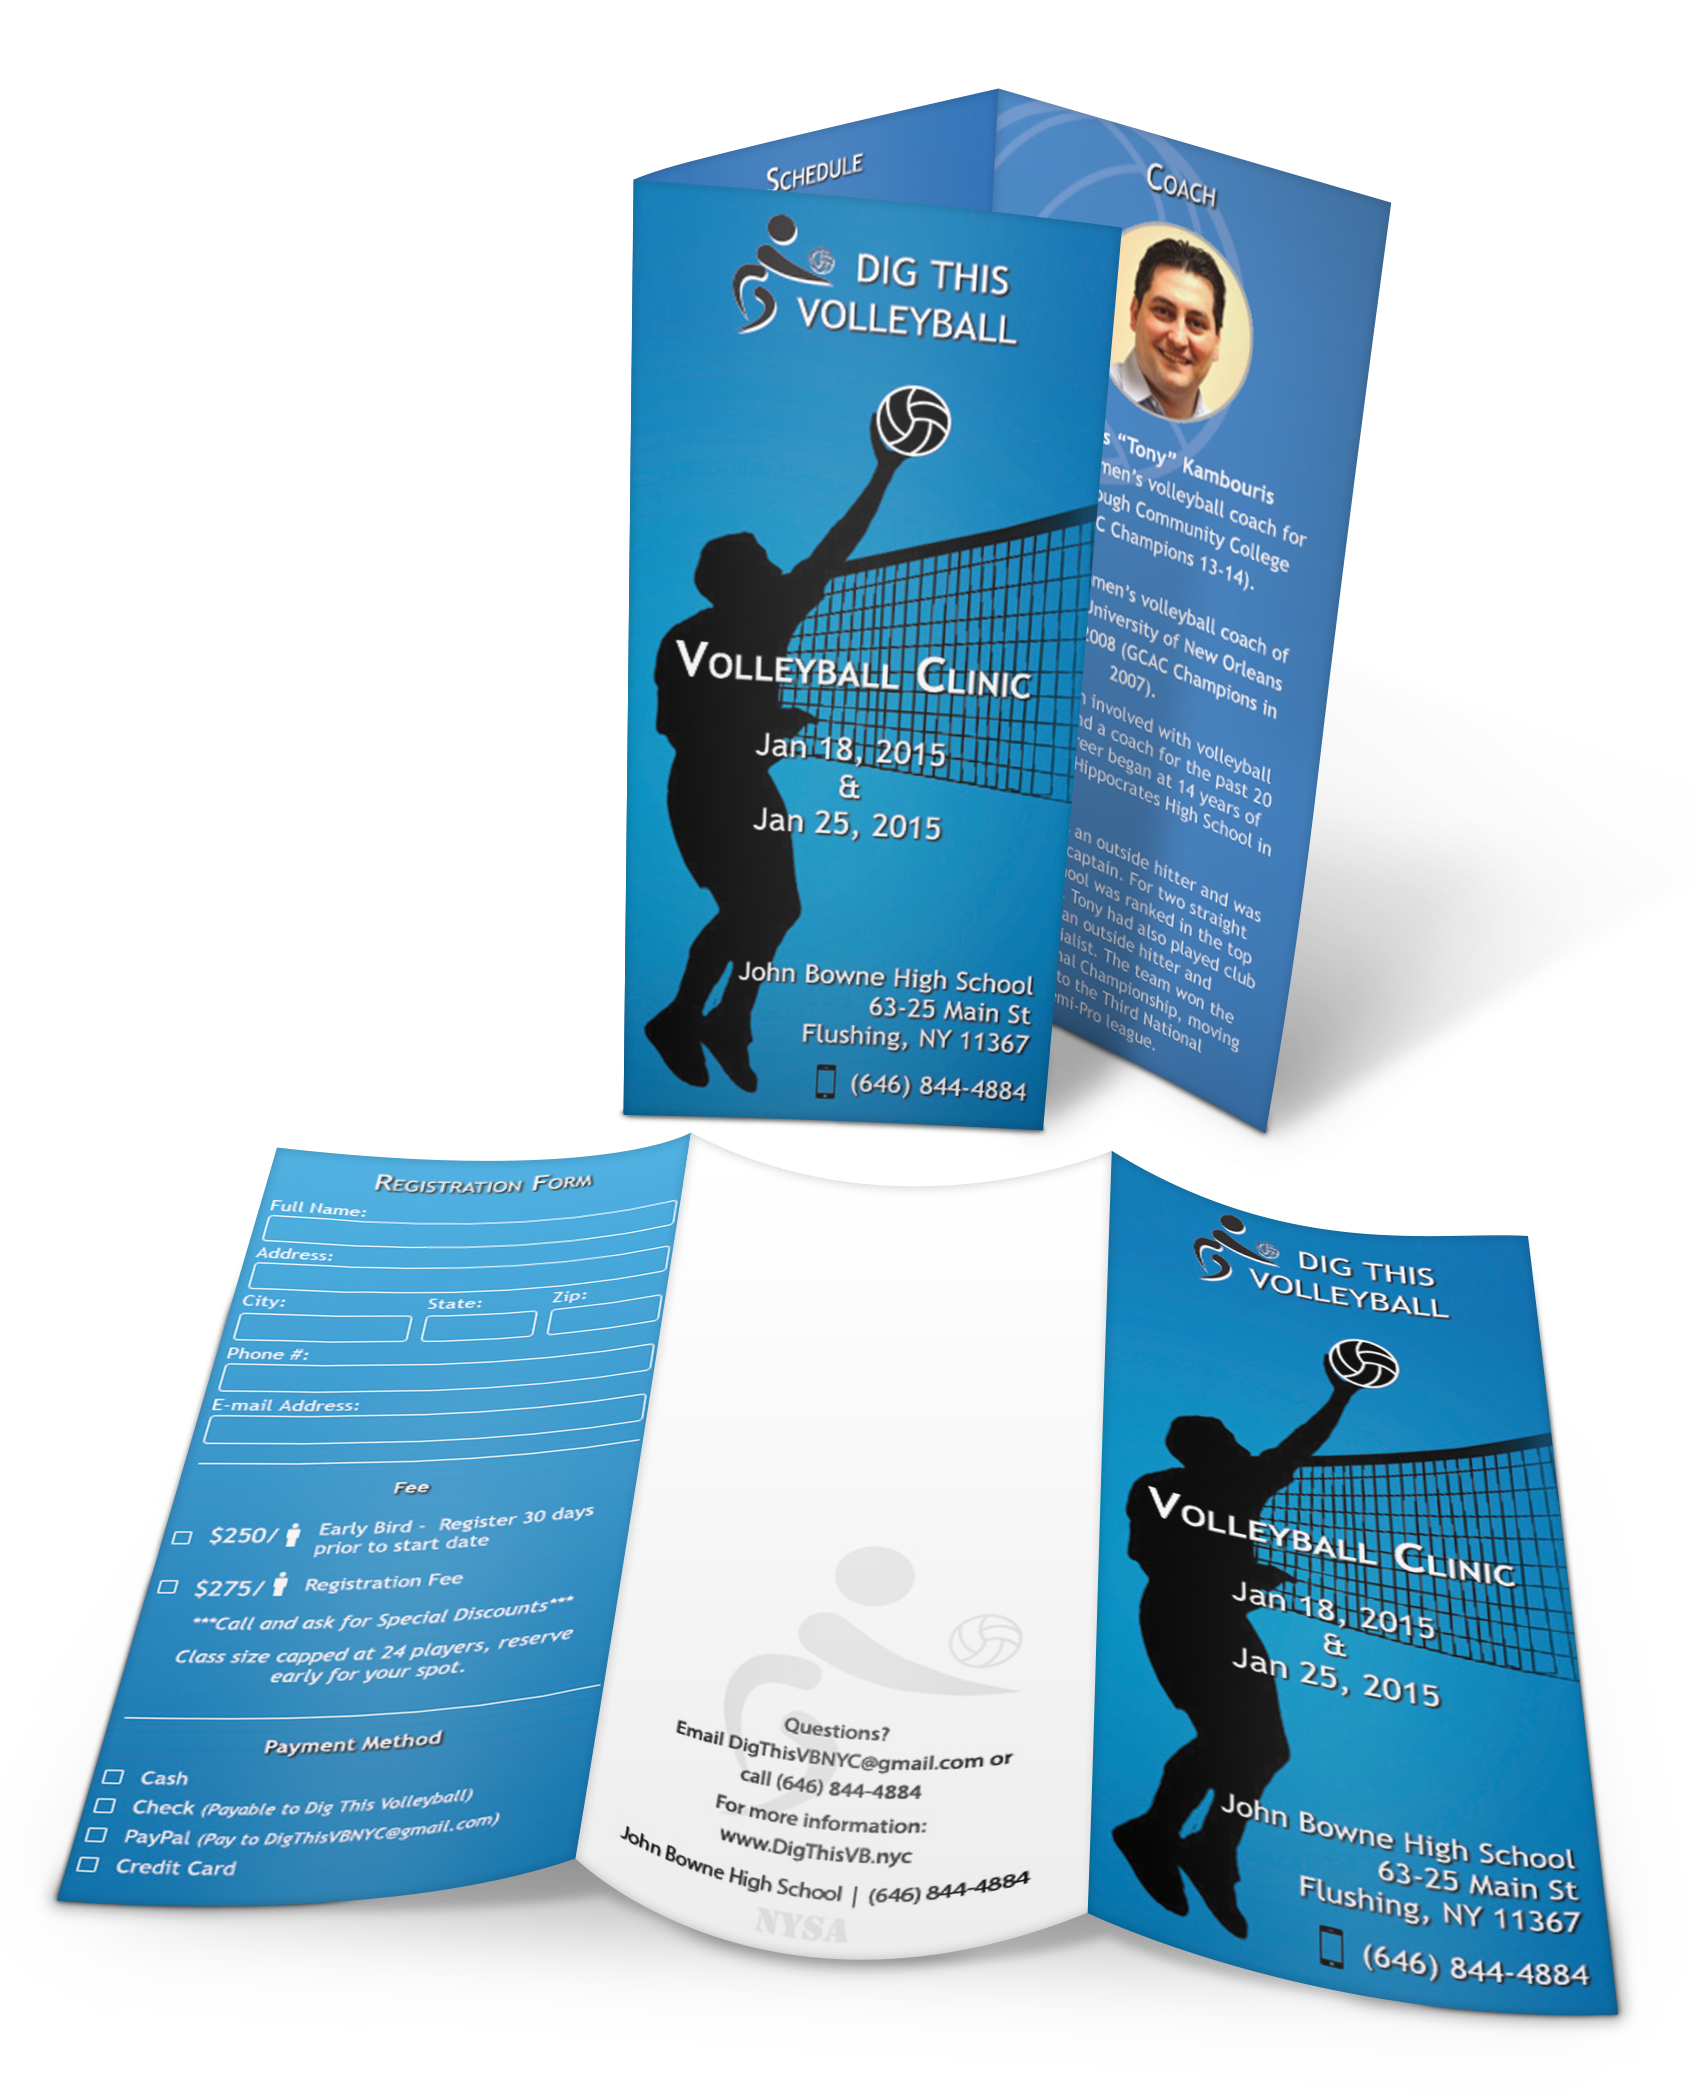 SCHEDULE
DIG THIS
VOLLEYBALL
VOLLEYBALL CLINIC
Jan 18, 2015
&
Jan 25, 2015
John Bowne High School
63-25 Main St
Flushing, NY 11367
(646) 844-4884
COACH
"Tony" Kambouris
volleyball coach for
Community College
Champions 13-14).
volleyball coach of
University of New Orleans
2008 (GCAC Champions in
2007).
involved with volleyball
a coach for the past 20
began at 14 years of
Hippocrates High School in
an outside hitter and was
captain. For two straight
was ranked in the top
Tony had also played club
an outside hitter and
The team won the
Championship, moving
to the Third National
league.
REGISTRATION FORM
Full Name:
Address:
City: State: Zip:
Phone #:
E-mail Address:
Fee
$250/ Early Bird - Register 30 days
prior to start date
$275/ Registration Fee
***Call and ask for Special Discounts***
Class size capped at 24 players, reserve
early for your spot.
Payment Method
Cash
Check (Payable to Dig This Volleyball)
PayPal (Pay to DigThisVBNYC@gmail.com)
Credit Card
Questions?
Email DigThisVBNYC@gmail.com or
call (646) 844-4884
For more information:
www.DigThisVB.nyc
John Bowne High School | (646) 844-4884
NYSA
DIG THIS
VOLLEYBALL
VOLLEYBALL CLINIC
Jan 18, 2015
&
Jan 25, 2015
John Bowne High School
63-25 Main St
Flushing, NY 11367
(646) 844-4884